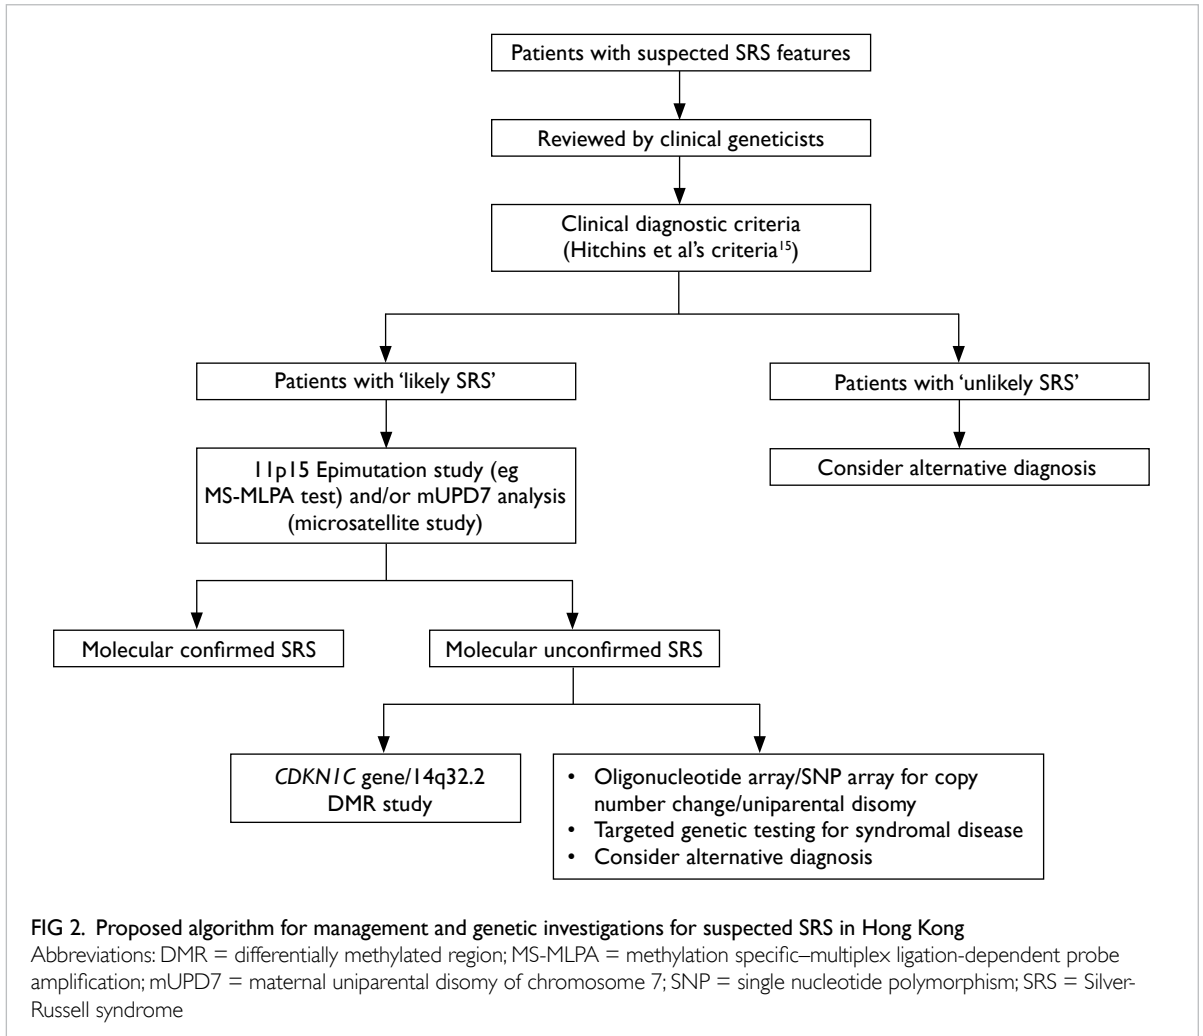 Patients with suspected SRS features
Reviewed by clinical geneticists
Clinical diagnostic criteria
(Hitchins et al's criteria¹⁵)
Patients with 'likely SRS'
Patients with 'unlikely SRS'
11p15 Epimutation study (eg
MS-MLPA test) and/or mUPD7 analysis
(microsatellite study)
Consider alternative diagnosis
Molecular confirmed SRS
Molecular unconfirmed SRS
CDKN1C gene/14q32.2
DMR study
• Oligonucleotide array/SNP array for copy
number change/uniparental disomy
• Targeted genetic testing for syndromal disease
• Consider alternative diagnosis
FIG 2. Proposed algorithm for management and genetic investigations for suspected SRS in Hong Kong
Abbreviations: DMR = differentially methylated region; MS-MLPA = methylation specific–multiplex ligation-dependent probe
amplification; mUPD7 = maternal uniparental disomy of chromosome 7; SNP = single nucleotide polymorphism; SRS = Silver-
Russell syndrome